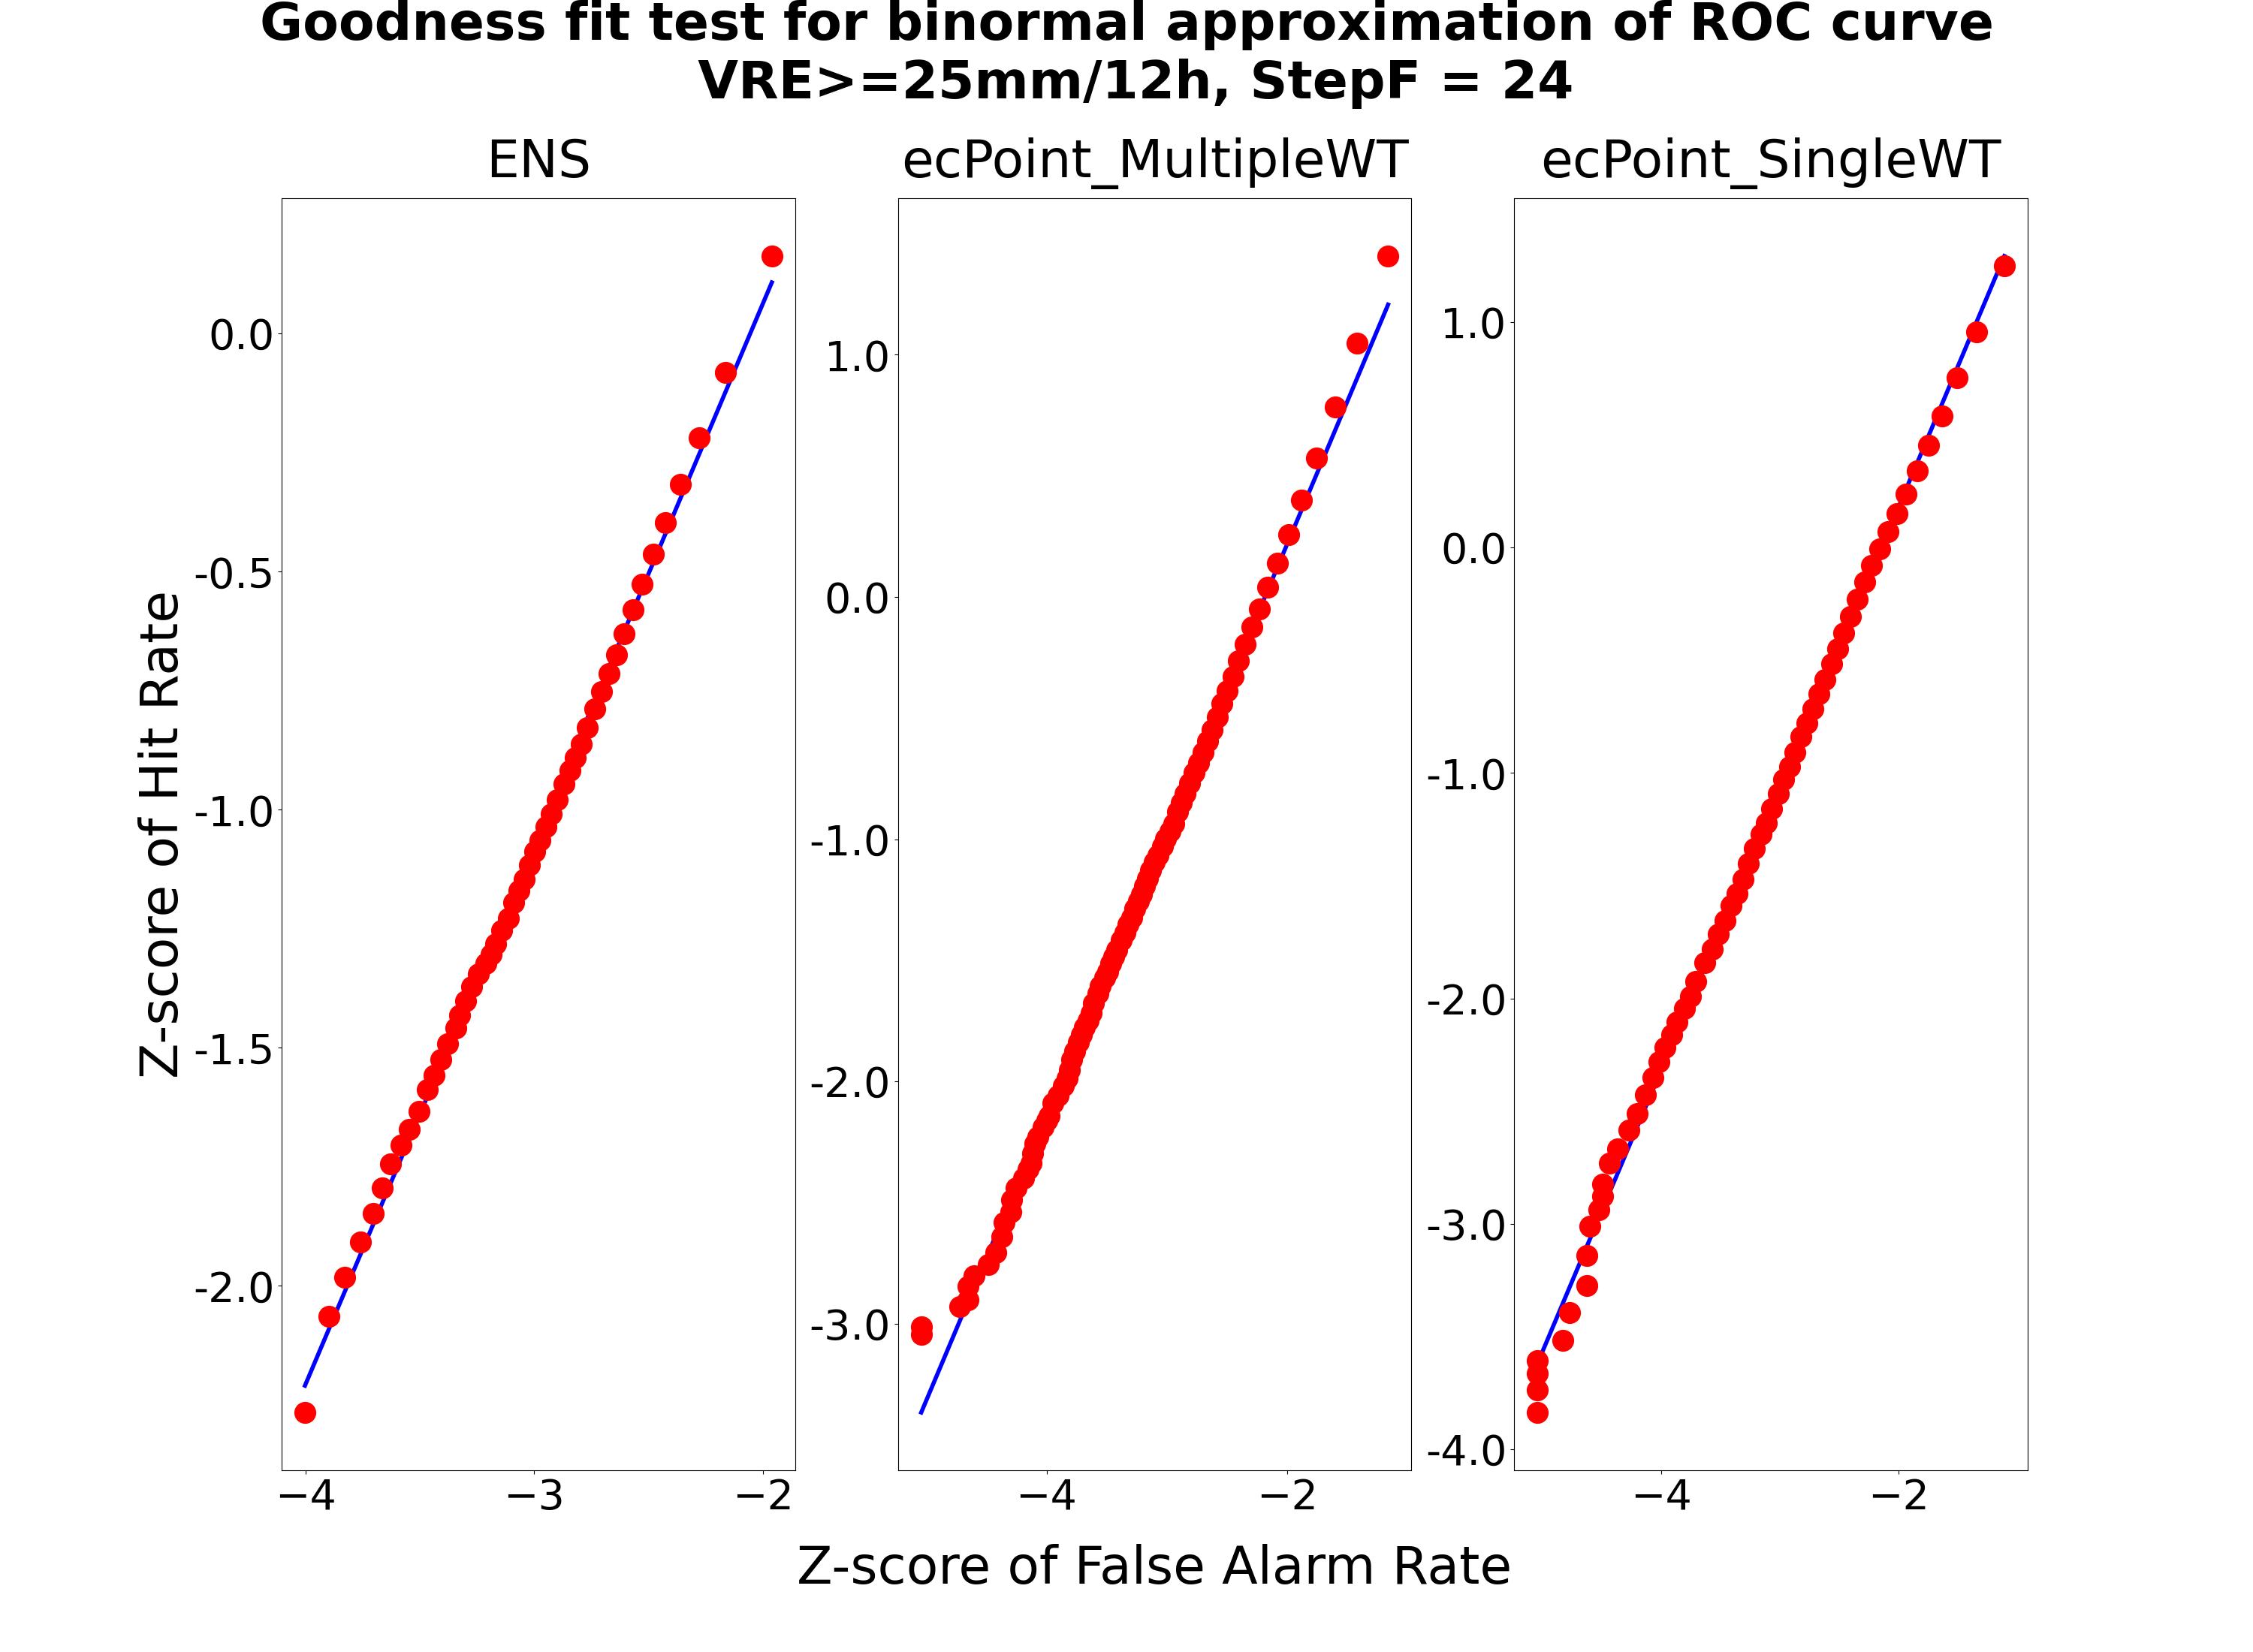 Goodness fit test for binormal approximation of ROC curve
VRE>=25mm/12h, StepF = 24
ENS
ecPoint_MultipleWT
ecPoint_SingleWT
Z-score of Hit Rate
0.0
-0.5
-1.0
-1.5
-2.0
1.0
0.0
-1.0
-2.0
-3.0
1.0
0.0
-1.0
-2.0
-3.0
-4.0
−4 −3 −2
−4 −2
−4 −2
Z-score of False Alarm Rate